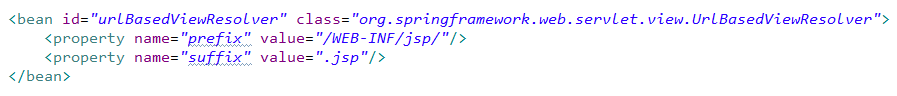 <bean id="urlBasedViewResolver" class="org.springframework.web.servlet.view.UrlBasedViewResolver">
    <property name="prefix" value="/WEB-INF/jsp/"/>
    <property name="suffix" value=".jsp"/>
</bean>